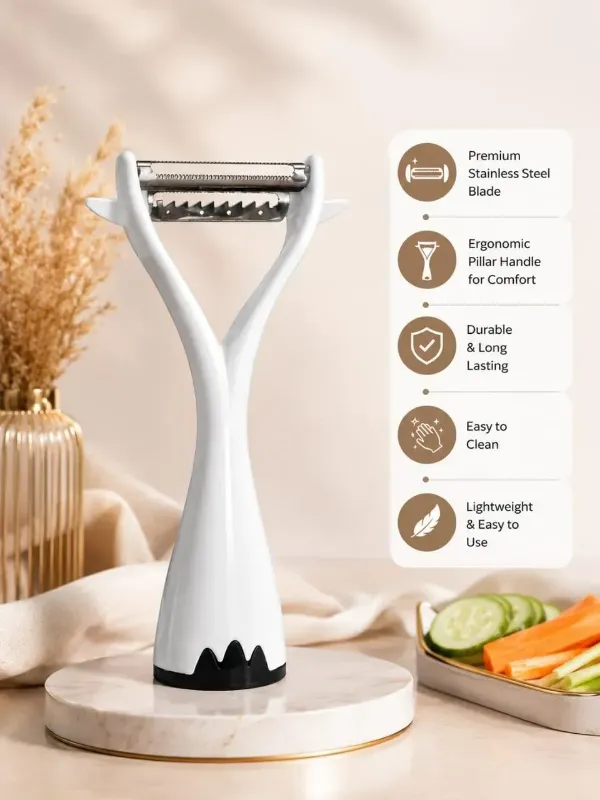 Premium
Stainless Steel
Blade
Ergonomic
Pillar Handle
for Comfort
Durable
& Long
Lasting
Easy to
Clean
Lightweight
& Easy to
Use